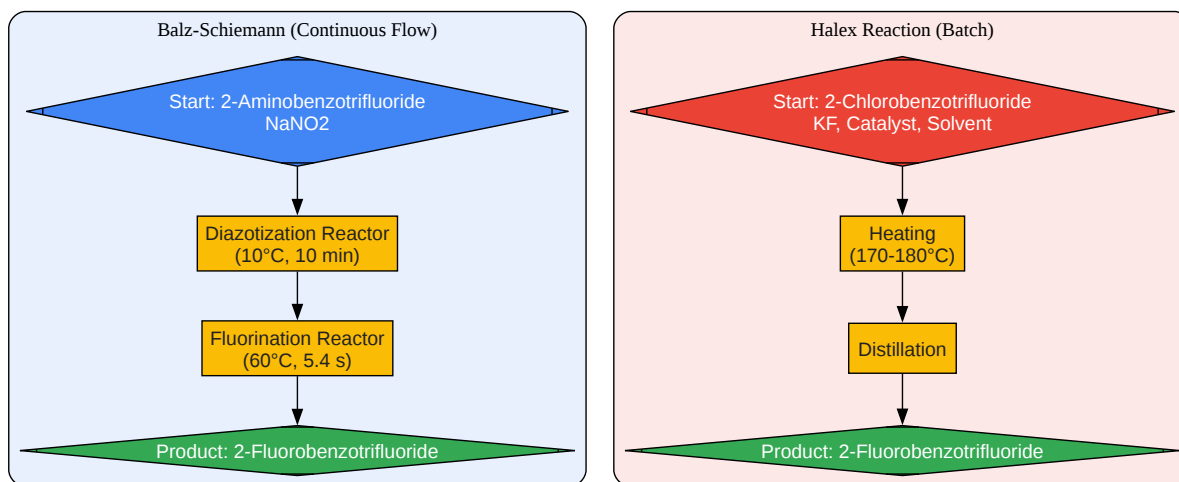 Balz-Schiemann (Continuous Flow)
Start: 2-Aminobenzotrifluoride
NaNO2
Diazotization Reactor
(10°C, 10 min)
Fluorination Reactor
(60°C, 5.4 s)
Product: 2-Fluorobenzotrifluoride
Halex Reaction (Batch)
Start: 2-Chlorobenzotrifluoride
KF, Catalyst, Solvent
Heating
(170-180°C)
Distillation
Product: 2-Fluorobenzotrifluoride